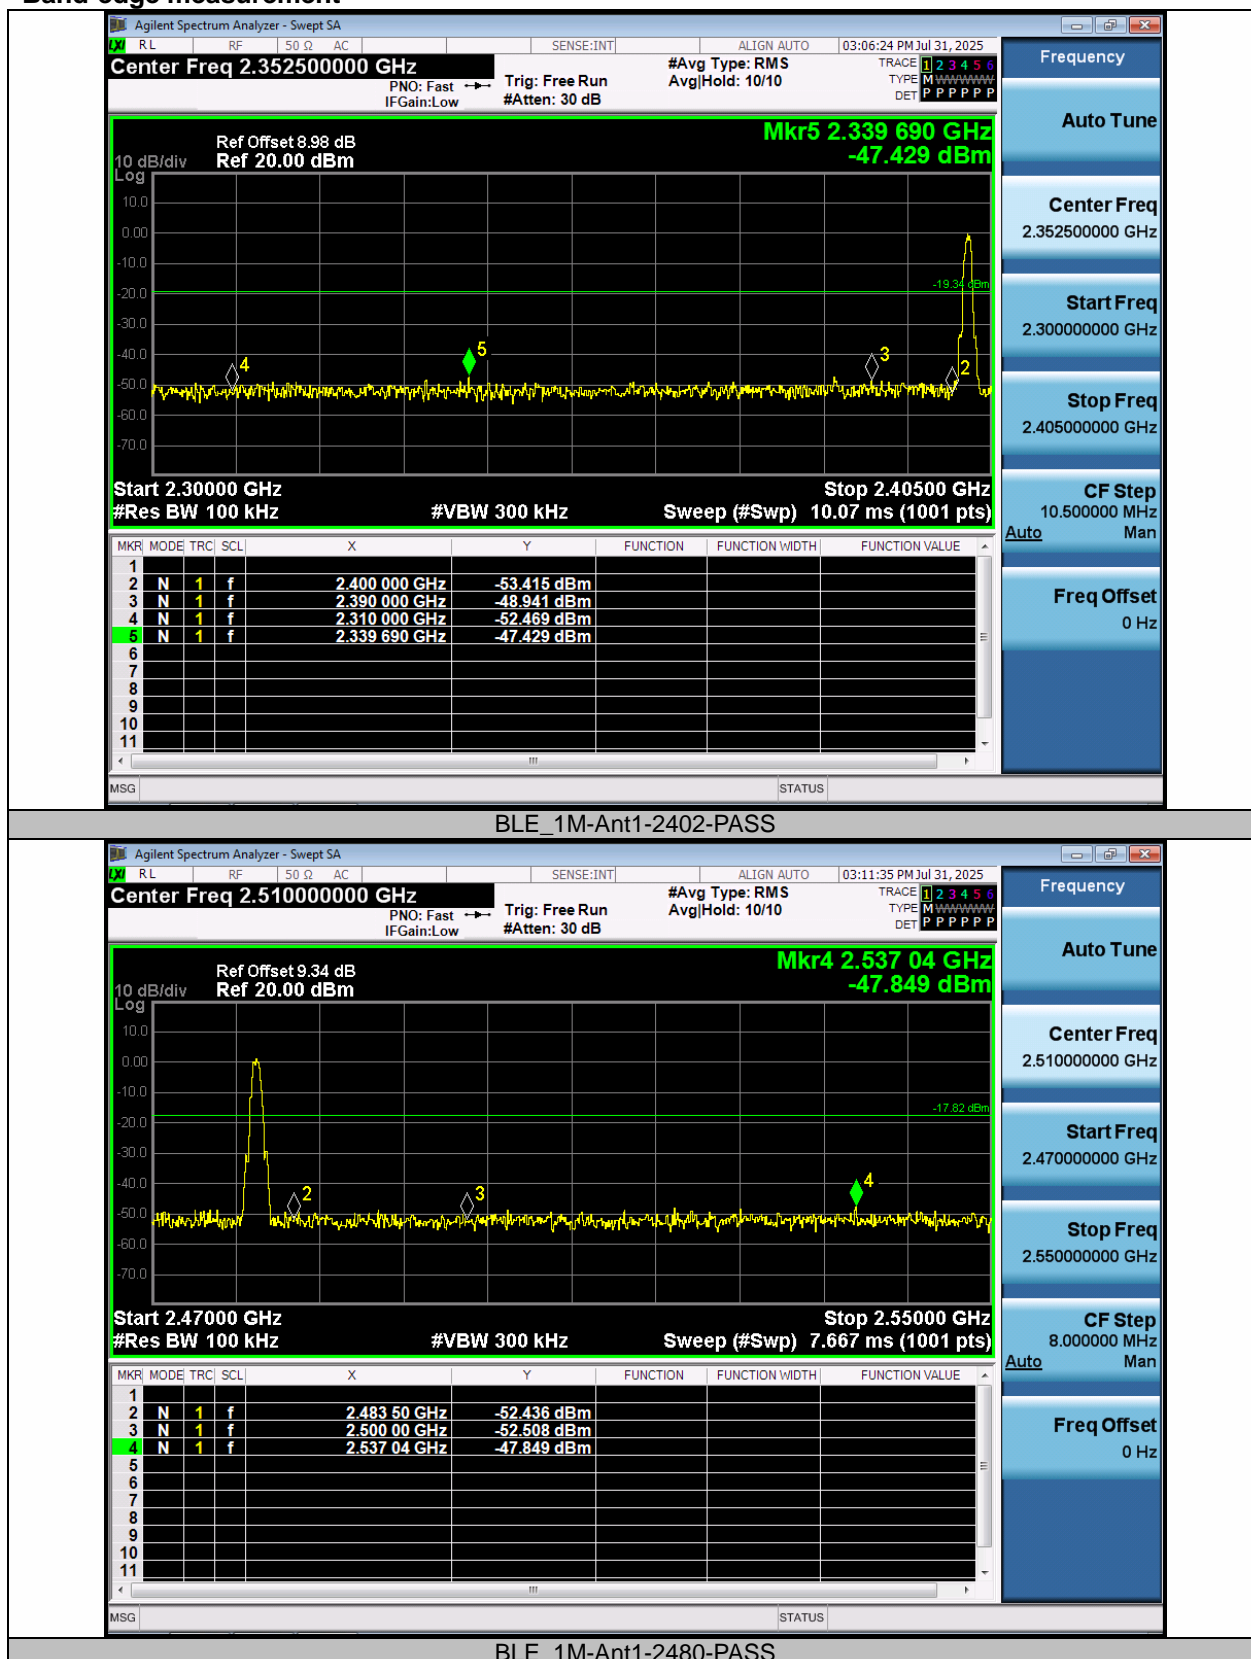 Band-edge measurement
Agilent Spectrum Analyzer - Swept SA
LXI RL RF 50 Ω AC SENSE:INT ALIGN AUTO 03:06:24 PM Jul 31, 2025
Center Freq 2.352500000 GHz
PNO: Fast
IFGain:Low
Trig: Free Run
#Atten: 30 dB
#Avg Type: RMS
Avg|Hold: 10/10
TRACE 1 2 3 4 5 6
TYPE M WWWWW
DET P P P P P P
Mkr5 2.339 690 GHz
-47.429 dBm
Ref Offset 8.98 dB
10 dB/div Ref 20.00 dBm
Log
10.0
0.00
-10.0
-19.34 dBm
-20.0
-30.0
-40.0
-50.0
-60.0
-70.0
4
5
3
2
Start 2.30000 GHz Stop 2.40500 GHz
#Res BW 100 kHz #VBW 300 kHz Sweep (#Swp) 10.07 ms (1001 pts)
MKR MODE TRC SCL X Y FUNCTION FUNCTION WIDTH FUNCTION VALUE
1
2 N 1 f 2.400 000 GHz -53.415 dBm
3 N 1 f 2.390 000 GHz -48.941 dBm
4 N 1 f 2.310 000 GHz -52.469 dBm
5 N 1 f 2.339 690 GHz -47.429 dBm
6
7
8
9
10
11
MSG STATUS
Frequency
Auto Tune
Center Freq
2.352500000 GHz
Start Freq
2.300000000 GHz
Stop Freq
2.405000000 GHz
CF Step
10.500000 MHz
Auto Man
Freq Offset
0 Hz
BLE_1M-Ant1-2402-PASS
Agilent Spectrum Analyzer - Swept SA
LXI RL RF 50 Ω AC SENSE:INT ALIGN AUTO 03:11:35 PM Jul 31, 2025
Center Freq 2.510000000 GHz
PNO: Fast
IFGain:Low
Trig: Free Run
#Atten: 30 dB
#Avg Type: RMS
Avg|Hold: 10/10
TRACE 1 2 3 4 5 6
TYPE M WWWWW
DET P P P P P P
Mkr4 2.537 04 GHz
-47.849 dBm
Ref Offset 9.34 dB
10 dB/div Ref 20.00 dBm
Log
10.0
0.00
-10.0
-17.82 dBm
-20.0
-30.0
-40.0
-50.0
-60.0
-70.0
2
3
4
Start 2.47000 GHz Stop 2.55000 GHz
#Res BW 100 kHz #VBW 300 kHz Sweep (#Swp) 7.667 ms (1001 pts)
MKR MODE TRC SCL X Y FUNCTION FUNCTION WIDTH FUNCTION VALUE
1
2 N 1 f 2.483 50 GHz -52.436 dBm
3 N 1 f 2.500 00 GHz -52.508 dBm
4 N 1 f 2.537 04 GHz -47.849 dBm
5
6
7
8
9
10
11
MSG STATUS
Frequency
Auto Tune
Center Freq
2.510000000 GHz
Start Freq
2.470000000 GHz
Stop Freq
2.550000000 GHz
CF Step
8.000000 MHz
Auto Man
Freq Offset
0 Hz
BLE_1M-Ant1-2480-PASS